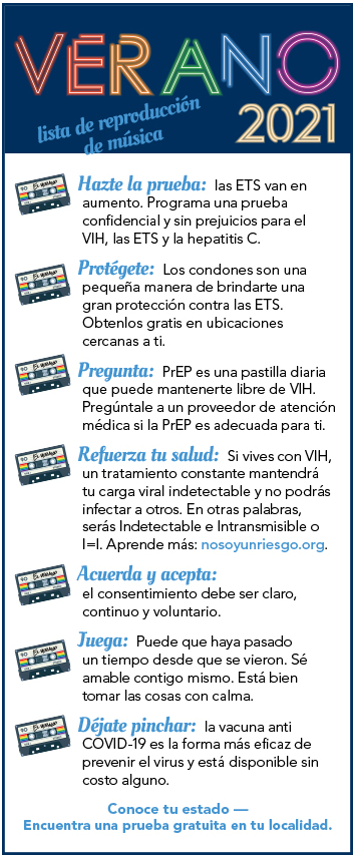 VERANO
lista de reproducción
de música
2021
Hazte la prueba: las ETS van en
aumento. Programa una prueba
confidencial y sin prejuicios para el
VIH, las ETS y la hepatitis C.
Protégete: Los condones son una
pequeña manera de brindarte una
gran protección contra las ETS.
Obtenlos gratis en ubicaciones
cercanas a ti.
Pregunta: PrEP es una pastilla diaria
que puede mantenerte libre de VIH.
Pregúntale a un proveedor de atención
médica si la PrEP es adecuada para ti.
Refuerza tu salud: Si vives con VIH,
un tratamiento constante mantendrá
tu carga viral indetectable y no podrás
infectar a otros. En otras palabras,
serás Indetectable e Intransmisible o
I=I. Aprende más: nosoyunriesgo.org.
Acuerda y acepta:
el consentimiento debe ser claro,
continuo y voluntario.
Juega: Puede que haya pasado
un tiempo desde que se vieron. Sé
amable contigo mismo. Está bien
tomar las cosas con calma.
Déjate pinchar: la vacuna anti
COVID-19 es la forma más eficaz de
prevenir el virus y está disponible sin
costo alguno.
Conoce tu estado —
Encuentra una prueba gratuita en tu localidad.